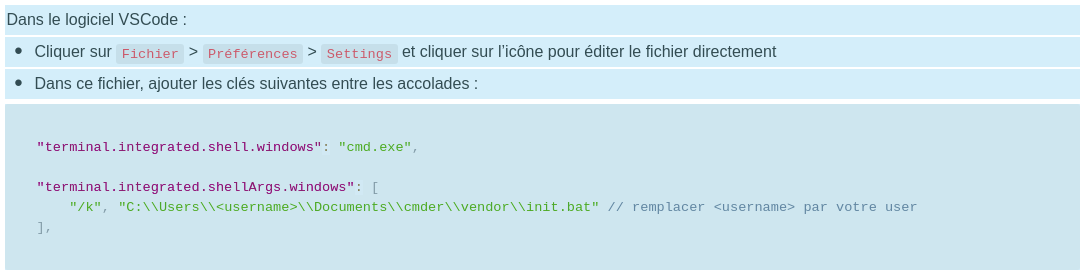 Dans le logiciel VSCode :
● Cliquer sur Fichier > Préférences > Settings et cliquer sur l’icône pour éditer le fichier directement
● Dans ce fichier, ajouter les clés suivantes entre les accolades :
"terminal.integrated.shell.windows": "cmd.exe",
"terminal.integrated.shellArgs.windows": [
    "/k", "C:\\Users\\<username>\\Documents\\cmder\\vendor\\init.bat" // remplacer <username> par votre user
],